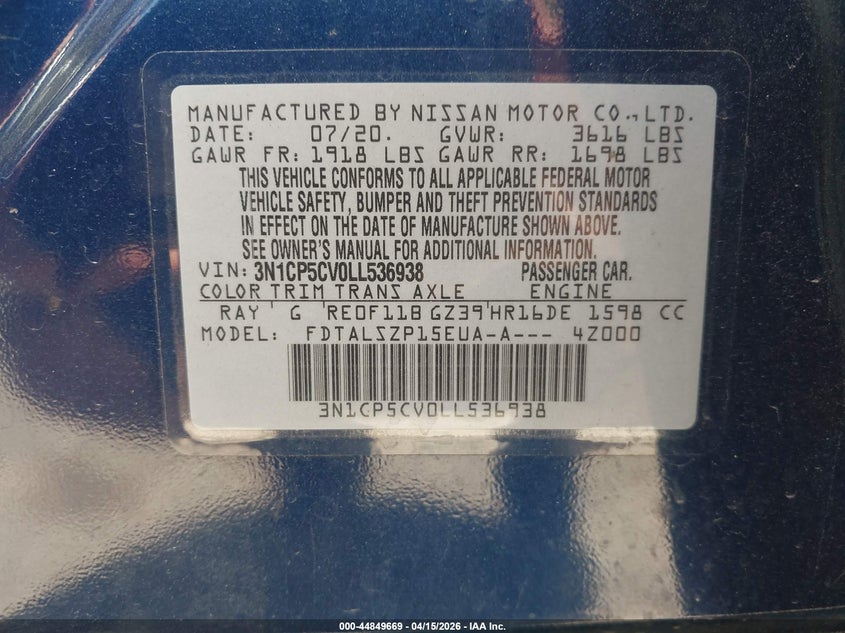 MANUFACTURED BY NISSAN MOTOR CO., LTD.
DATE: 07/20. GVWR: 3616 LBS
GAWR FR: 1918 LBS GAWR RR: 1698 LBS
THIS VEHICLE CONFORMS TO ALL APPLICABLE FEDERAL MOTOR
VEHICLE SAFETY, BUMPER AND THEFT PREVENTION STANDARDS
IN EFFECT ON THE DATE OF MANUFACTURE SHOWN ABOVE.
SEE OWNER'S MANUAL FOR ADDITIONAL INFORMATION.
VIN: 3N1CP5CV0LL536938 PASSENGER CAR.
COLOR TRIM TRANS AXLE ENGINE
RAY G RE0F11B GZ39 HR16DE 1598 CC
MODEL: FDTALSZP15EUA-A--- 4Z000
3N1CP5CV0LL536938
000-44849669 - 04/15/2026 - IAA Inc.